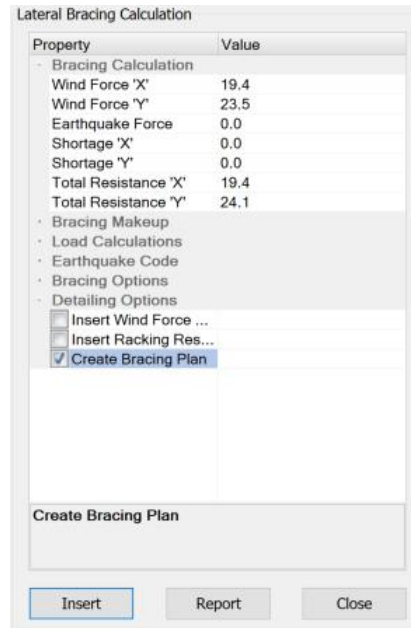 Lateral Bracing Calculation
Property Value
Bracing Calculation
Wind Force 'X' 19.4
Wind Force 'Y' 23.5
Earthquake Force 0.0
Shortage 'X' 0.0
Shortage 'Y' 0.0
Total Resistance 'X' 19.4
Total Resistance 'Y' 24.1
Bracing Makeup
Load Calculations
Earthquake Code
Bracing Options
Detailing Options
Insert Wind Force ...
Insert Racking Res...
Create Bracing Plan
Create Bracing Plan
Insert Report Close